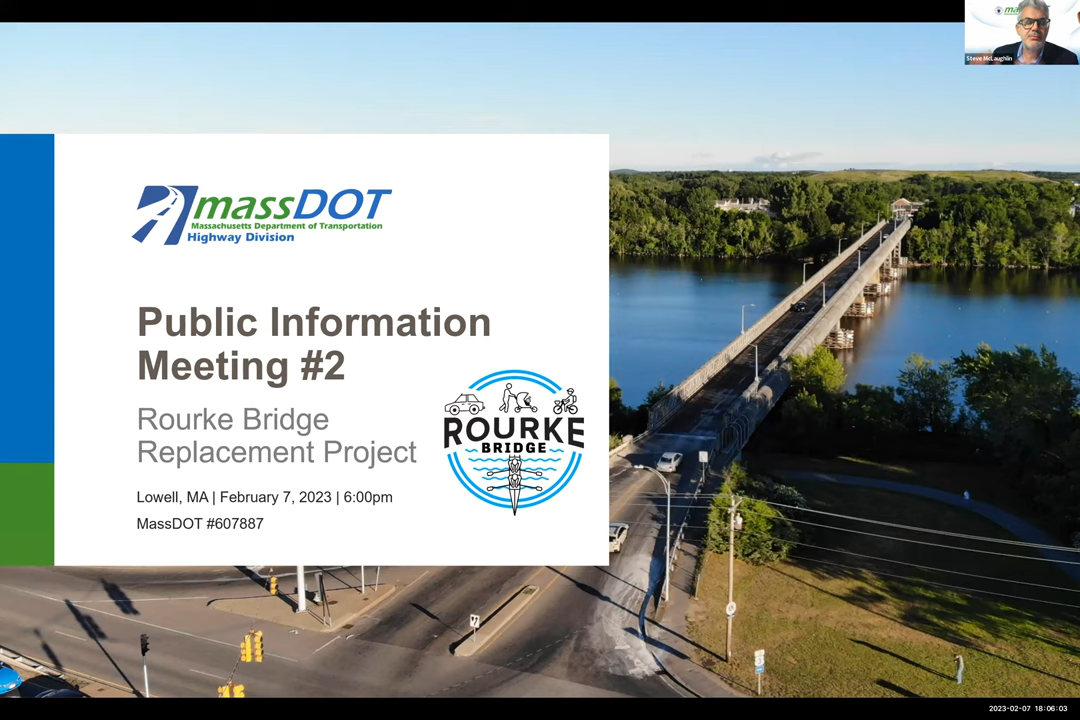 massDOT
Massachusetts Department of Transportation
Highway Division
Public Information
Meeting #2
Rourke Bridge
Replacement Project
ROURKE
BRIDGE
Lowell, MA | February 7, 2023 | 6:00pm
MassDOT #607887
Steve McLaughlin
2023-02-07 18:06:03